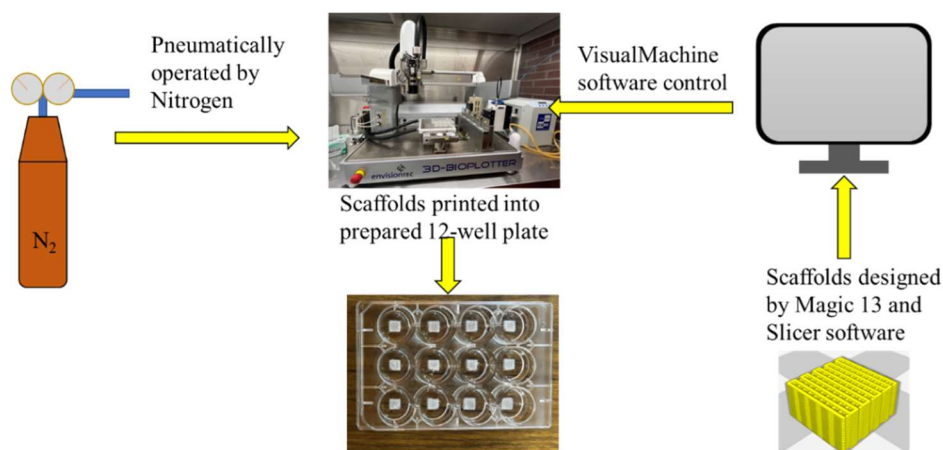 Pneumatically
operated by
Nitrogen
N2
envisiontec
3D-BIOPLOTTER
VisualMachine
software control
Scaffolds printed into
prepared 12-well plate
Scaffolds designed
by Magic 13 and
Slicer software